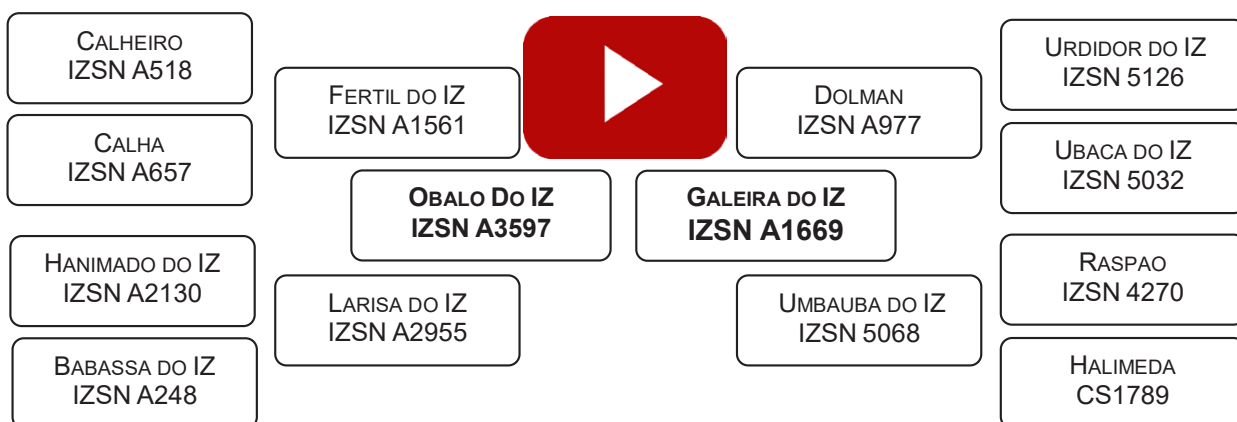 CALHEIRO
IZSN A518
CALHA
IZSN A657
HANIMADO DO IZ
IZSN A2130
BABASSA DO IZ
IZSN A248
FERTIL DO IZ
IZSN A1561
LARISA DO IZ
IZSN A2955
OBALO DO IZ
IZSN A3597
GALEIRA DO IZ
IZSN A1669
DOLMAN
IZSN A977
UMBAUBA DO IZ
IZSN 5068
URDIDOR DO IZ
IZSN 5126
UBACA DO IZ
IZSN 5032
RASPAO
IZSN 4270
HALIMEDA
CS1789